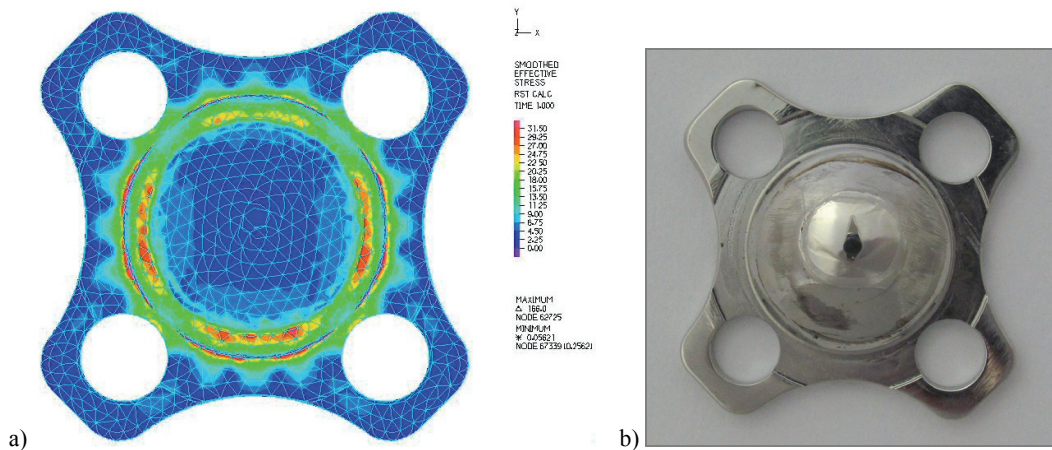 Y
Z X
SMOOTHED
EFFECTIVE
STRESS
RST CALC
TIME 1.000
31.50
29.25
27.00
24.75
22.50
20.25
18.00
15.75
13.50
11.25
9.00
6.75
4.50
2.25
0.00
MAXIMUM
△ 166.0
NODE 62725
MINIMUM
* 0.05621
NODE 67339 (0.2562)
a)
b)